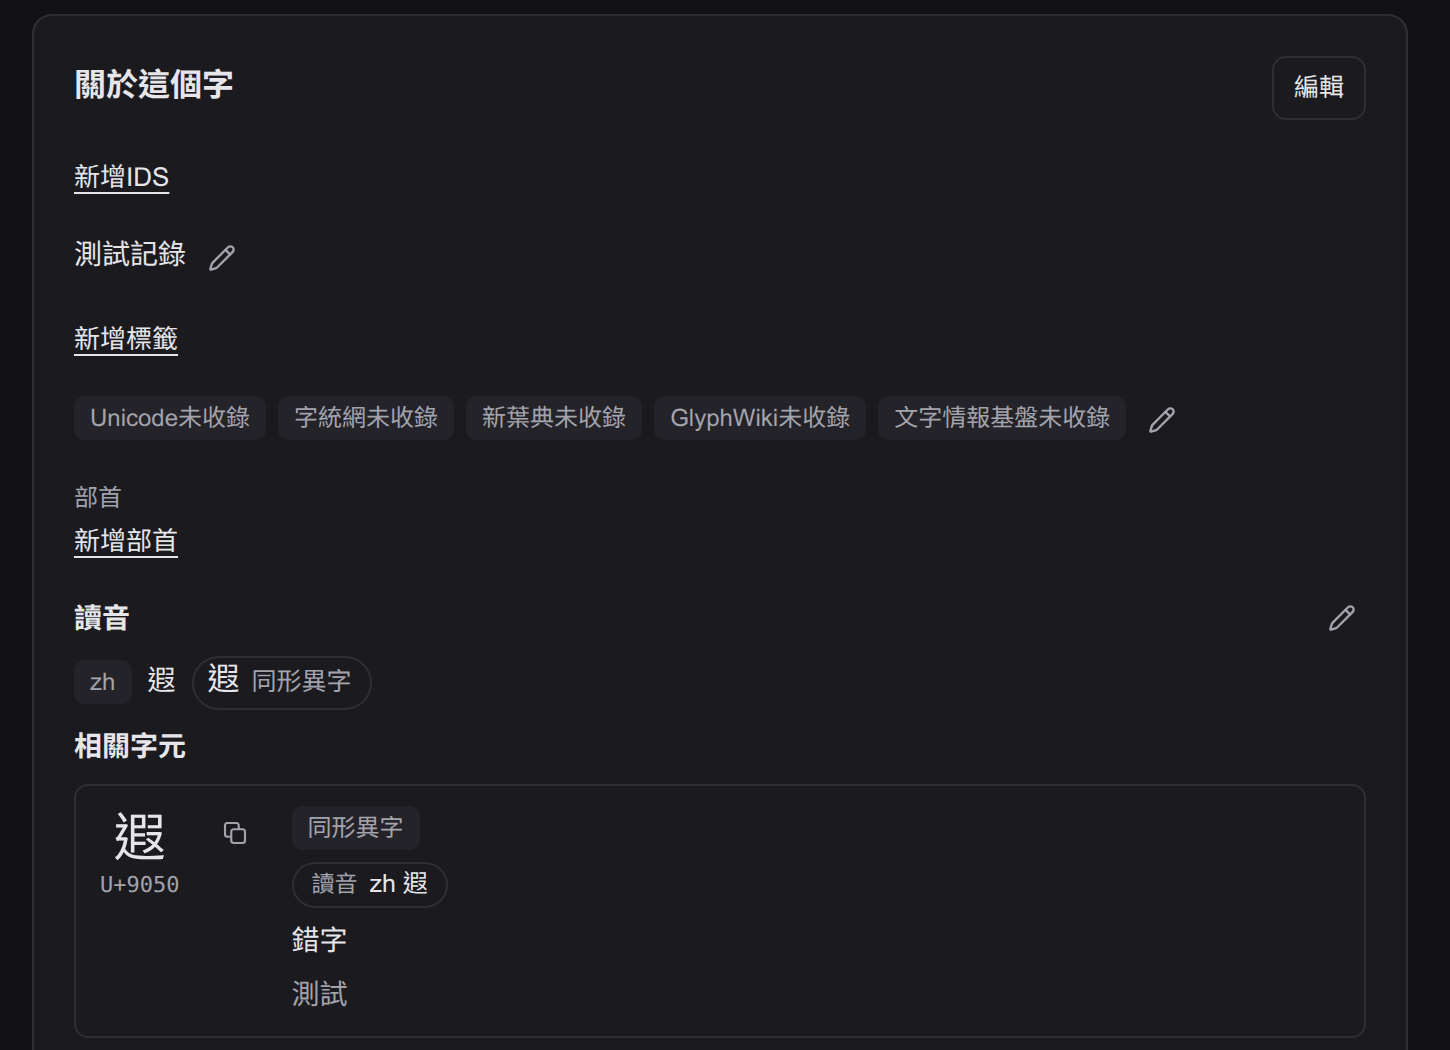 關於這個字
編輯
新增IDS
測試記錄
新增標籤
Unicode未收錄 字統網未收錄 新葉典未收錄 GlyphWiki未收錄 文字情報基盤未收錄
部首
新增部首
讀音
zh 遐 遐 同形異字
相關字元
遐 同形異字
U+9050 讀音 zh 遐
錯字
測試